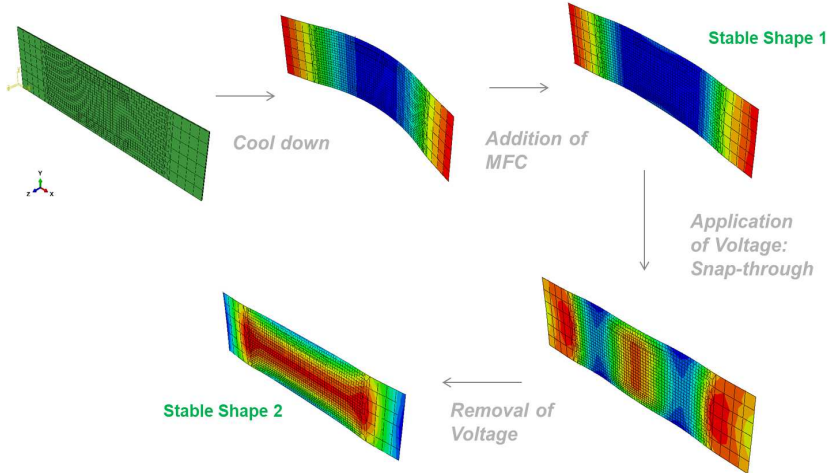 Stable Shape 1
Cool down
Addition of
MFC
Y
Z X
Application
of Voltage:
Snap-through
Stable Shape 2
Removal of
Voltage